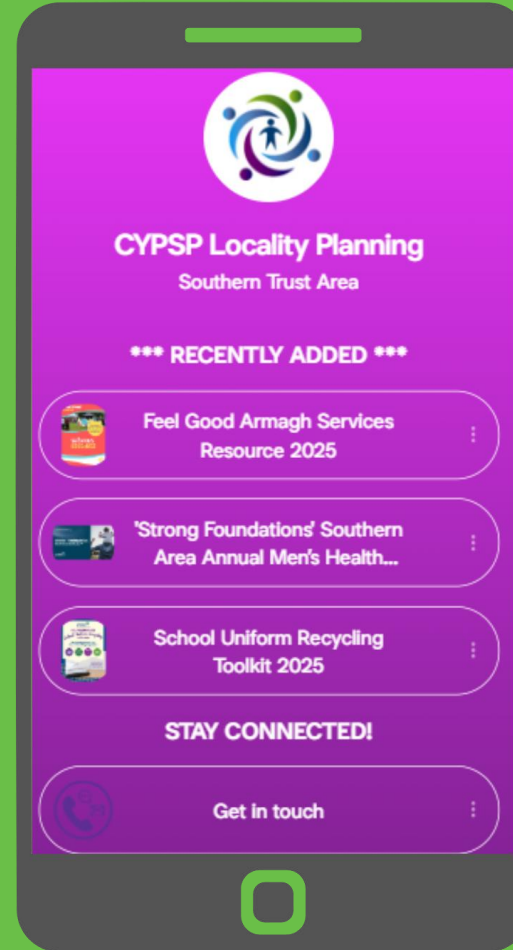 CYPSP Locality Planning
Southern Trust Area
*** RECENTLY ADDED ***
Feel Good Armagh Services
Resource 2025
'Strong Foundations' Southern
Area Annual Men's Health...
School Uniform Recycling
Toolkit 2025
STAY CONNECTED!
Get in touch